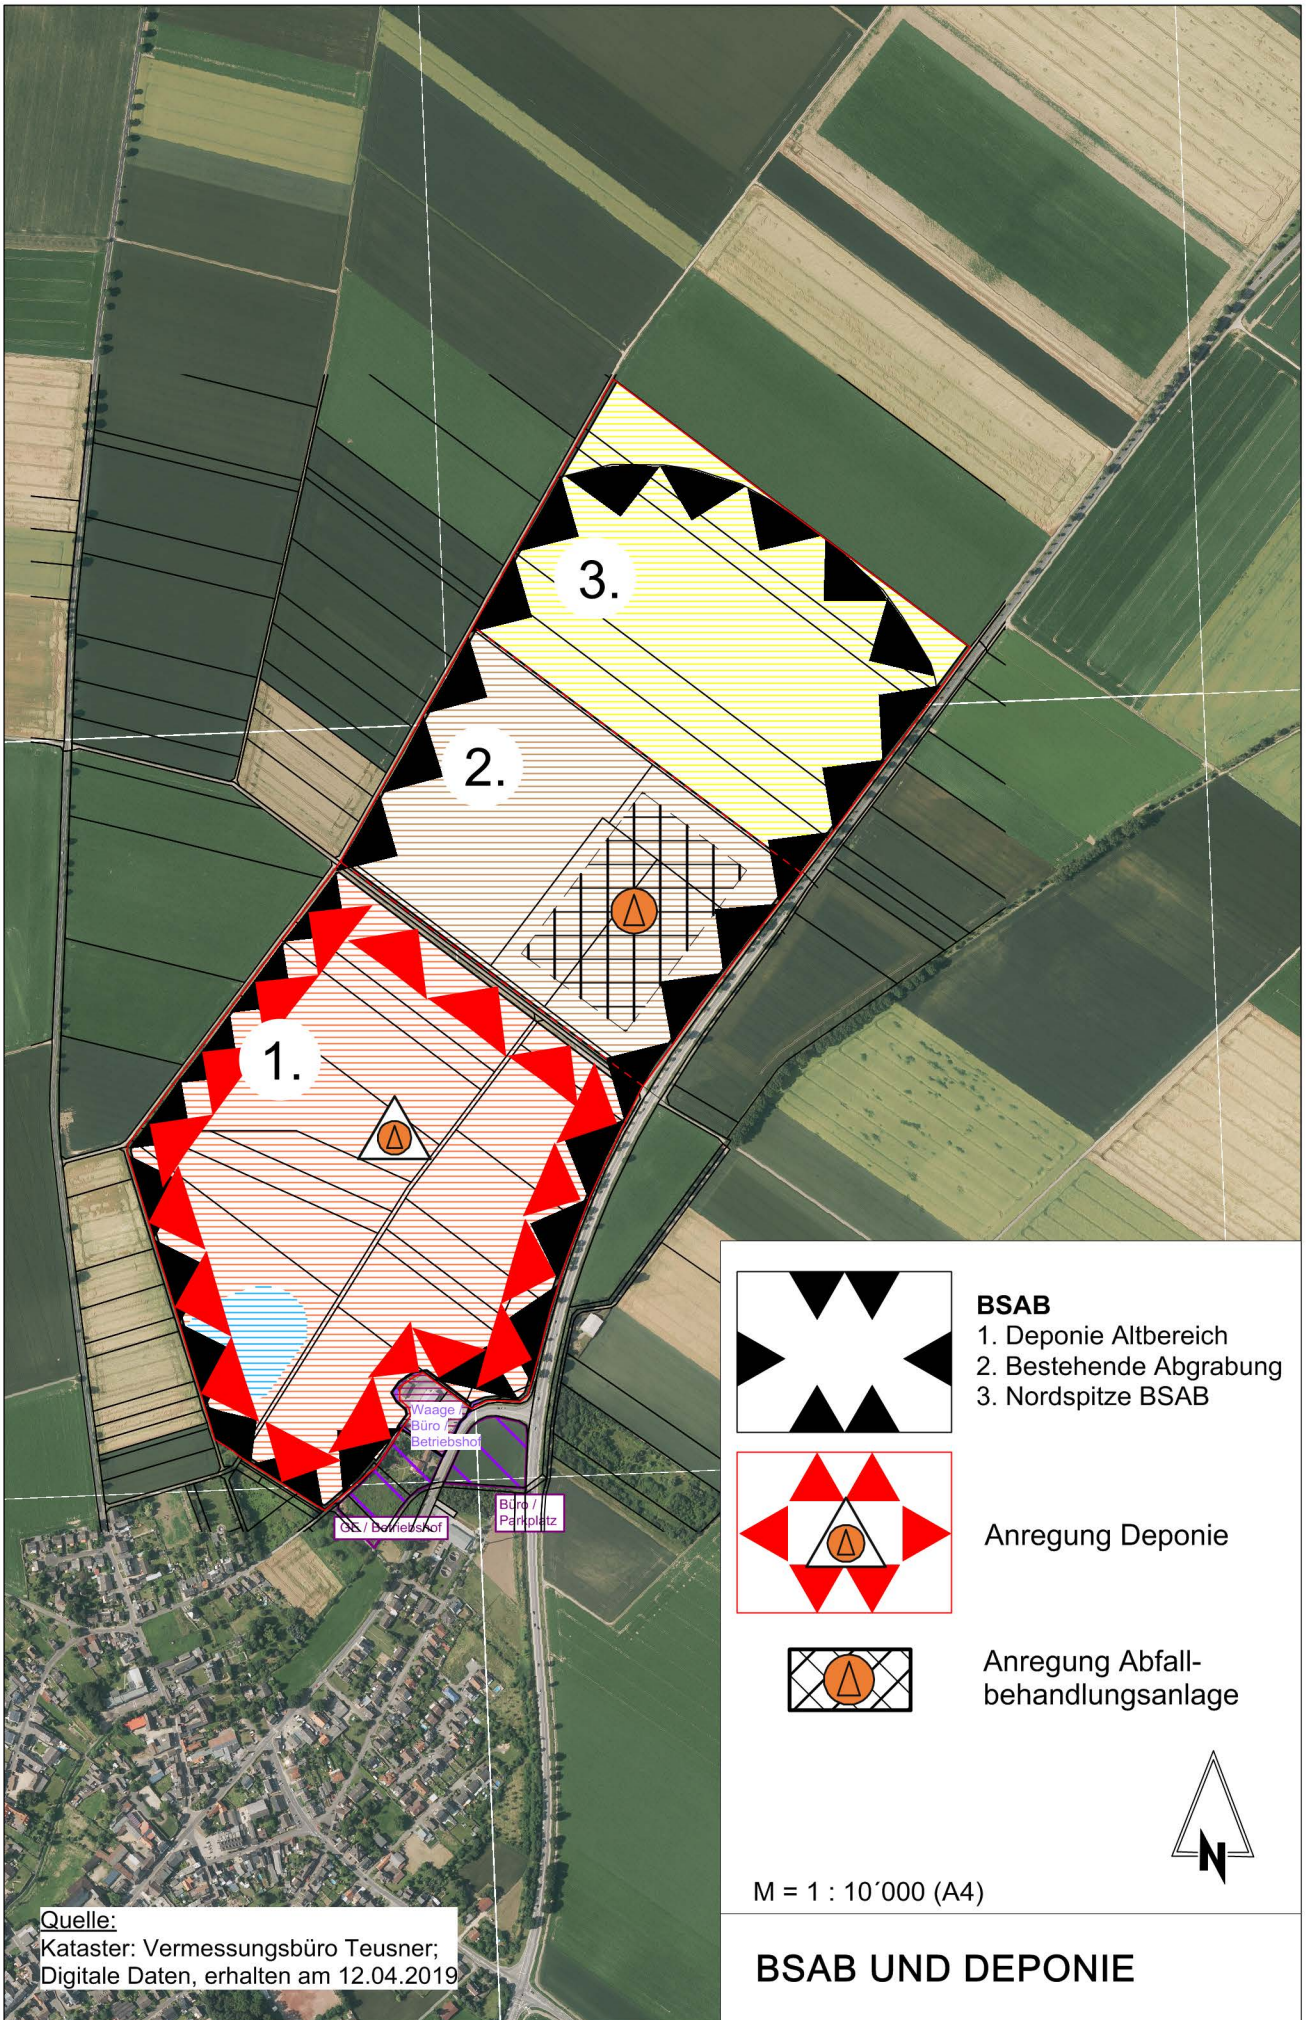 3.
2.
1.
Waage /
Büro /
Betriebshof
Büro /
Parkplatz
GE / Betriebshof
BSAB
1. Deponie Altbereich
2. Bestehende Abgrabung
3. Nordspitze BSAB
Anregung Deponie
Anregung Abfall-
behandlungsanlage
N
M = 1 : 10´000 (A4)
BSAB UND DEPONIE
Quelle:
Kataster: Vermessungsbüro Teusner;
Digitale Daten, erhalten am 12.04.2019